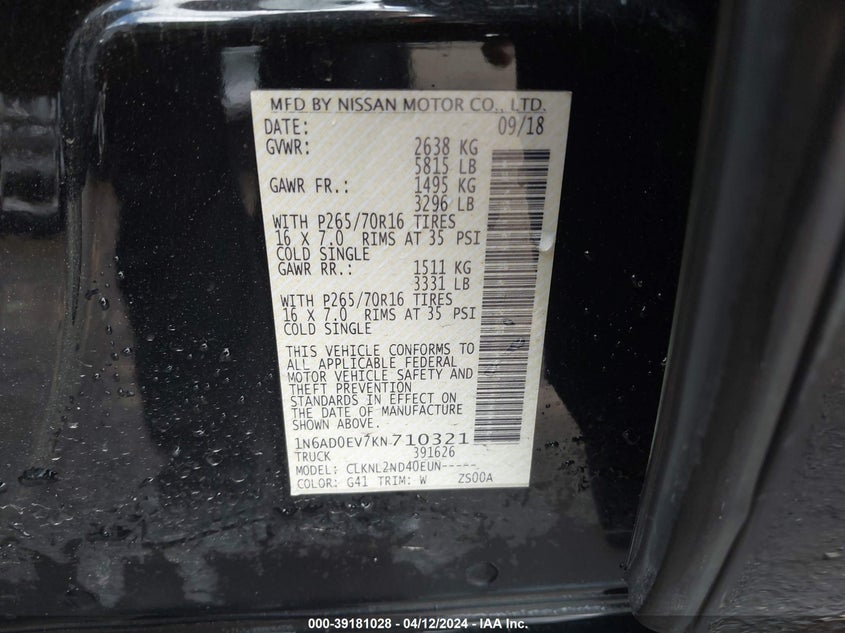 MFD BY NISSAN MOTOR CO., LTD.
DATE: 09/18
GVWR: 2638 KG
5815 LB
GAWR FR.: 1495 KG
3296 LB
WITH P265/70R16 TIRES
16 X 7.0 RIMS AT 35 PSI
COLD SINGLE
GAWR RR.: 1511 KG
3331 LB
WITH P265/70R16 TIRES
16 X 7.0 RIMS AT 35 PSI
COLD SINGLE
THIS VEHICLE CONFORMS TO
ALL APPLICABLE FEDERAL
MOTOR VEHICLE SAFETY AND
THEFT PREVENTION
STANDARDS IN EFFECT ON
THE DATE OF MANUFACTURE
SHOWN ABOVE.
1N6AD0EV7KN710321
TRUCK 391626
MODEL: CLKNL2ND40EUN-----
COLOR: G41 TRIM: W ZS00A
000-39181028 - 04/12/2024 - IAA Inc.